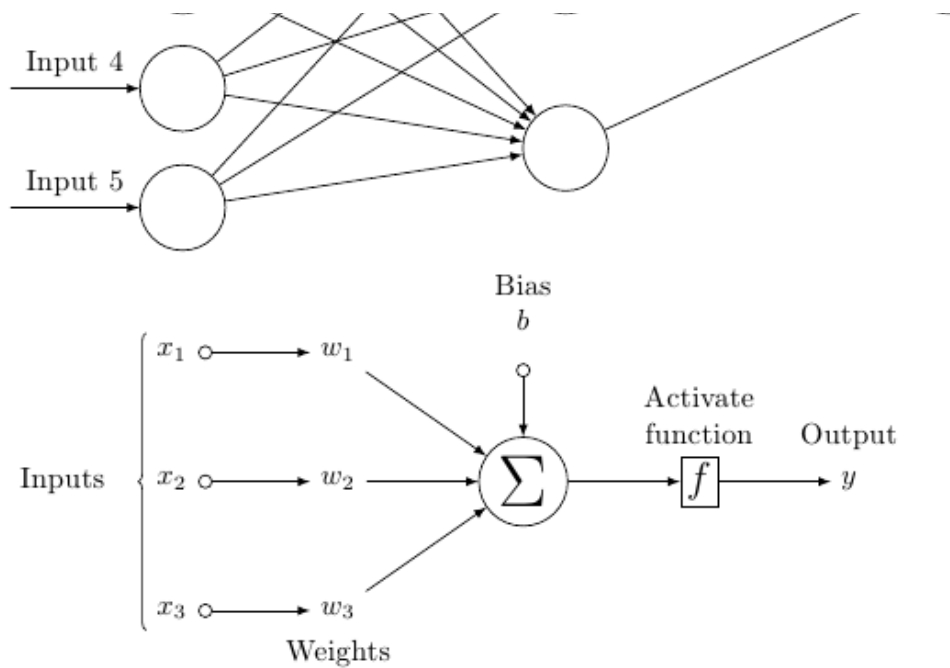 Input 4
Input 5
Bias
b
x1 w1
Activate
function
Output
Inputs
x2 w2
∑
f
y
x3 w3
Weights